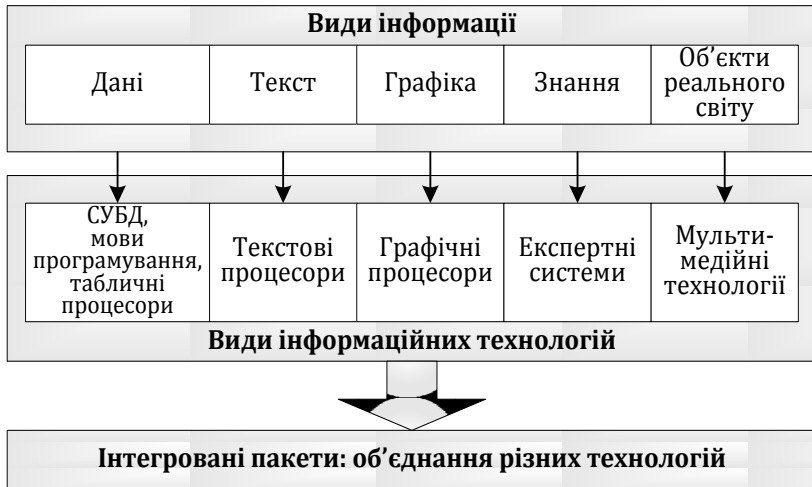 Види інформації
Дані
Текст
Графіка
Знання
Об’єкти
реального
світу
СУБД,
мови
програмування,
табличні
процесори
Текстові
процесори
Графічні
процесори
Експертні
системи
Мульти-
медійні
технології
Види інформаційних технологій
Інтегровані пакети: об’єднання різних технологій